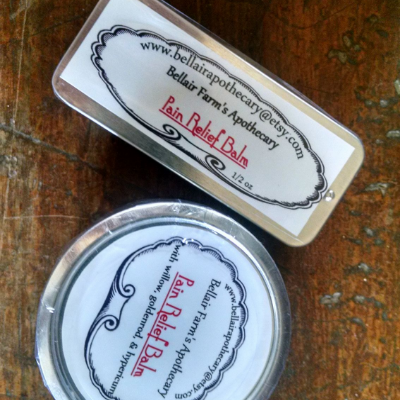 www.bellairapothecary@etsy.com
Bellair Farm's Apothecary
Pain Relief Balm
1/2 oz
www.bellairapothecary@etsy.com
Bellair Farm's Apothecary
Pain Relief Balm
with willow, goldenrod, & hypericum